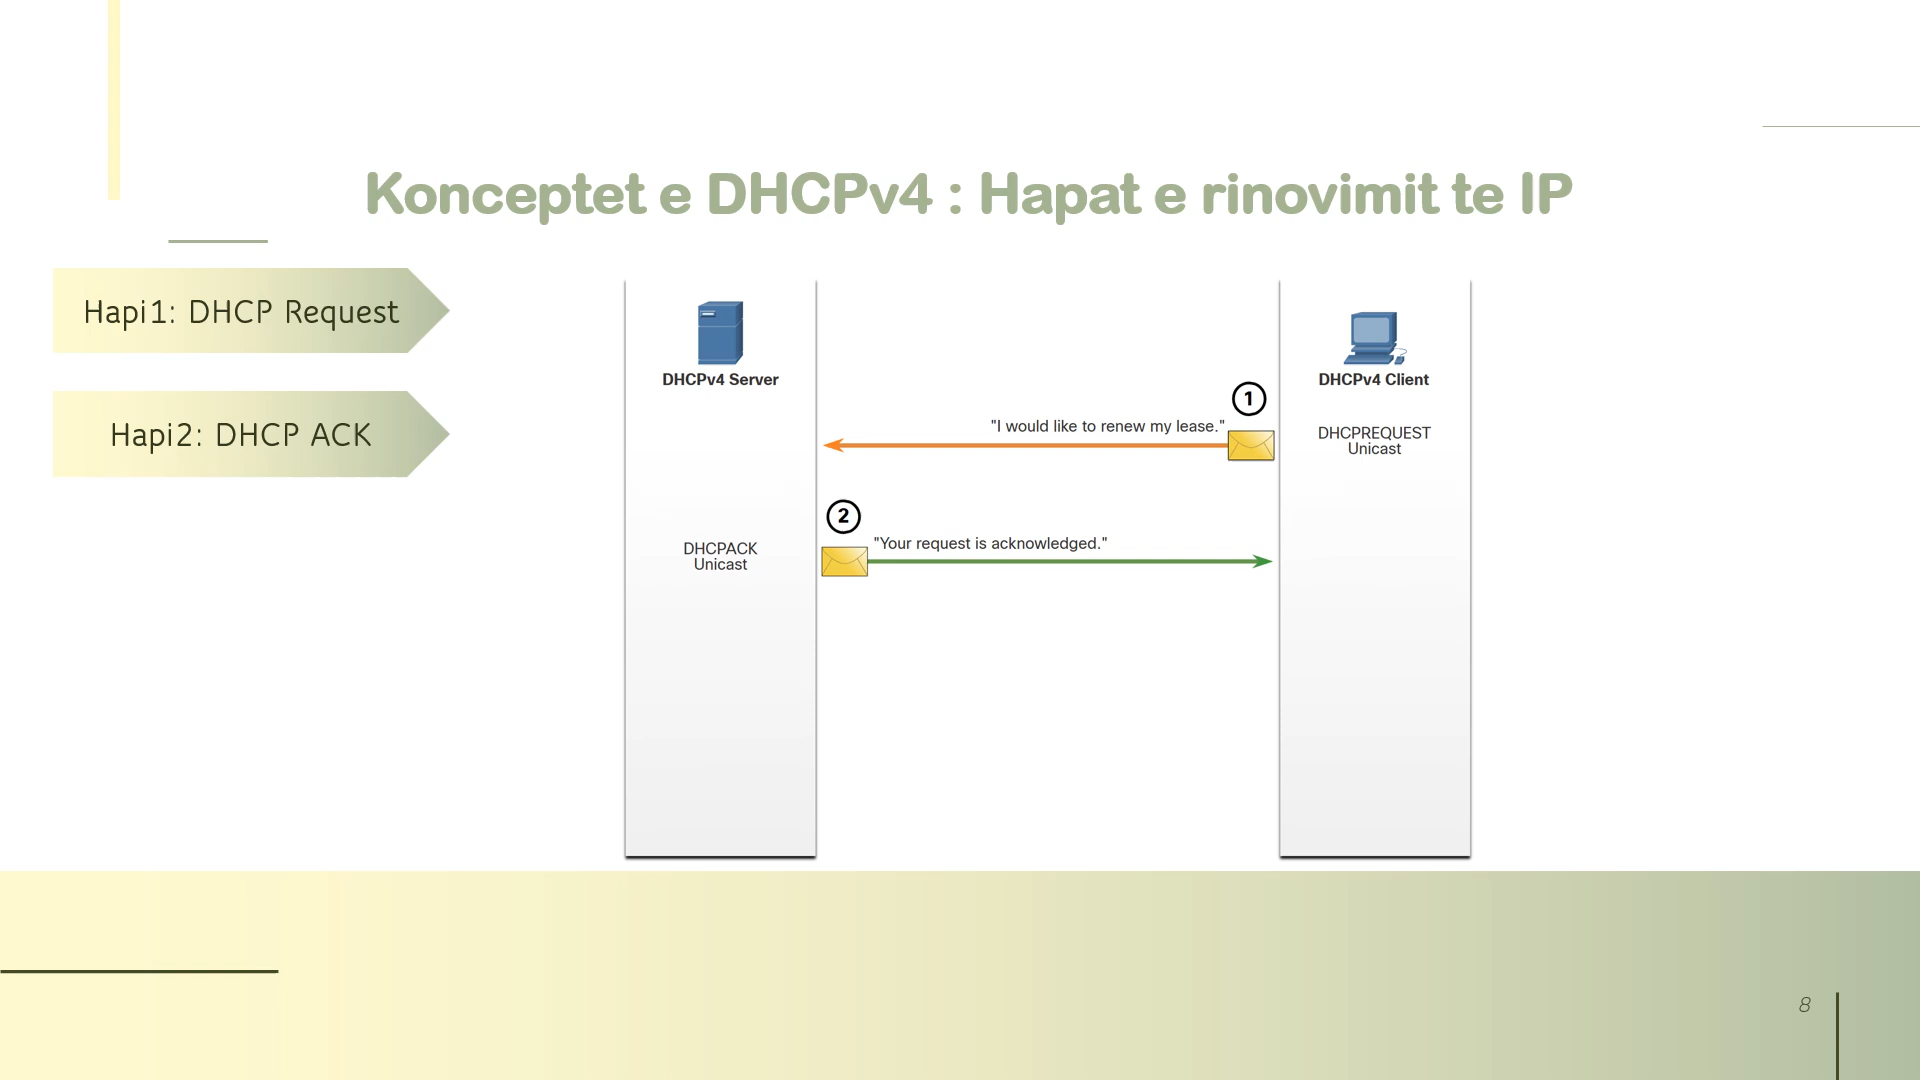 Konceptet e DHCPv4 : Hapat e rinovimit te IP
Hapi1: DHCP Request
Hapi2: DHCP ACK
DHCPv4 Server
DHCPv4 Client
1
"I would like to renew my lease."
DHCPREQUEST
Unicast
2
"Your request is acknowledged."
DHCPACK
Unicast
8